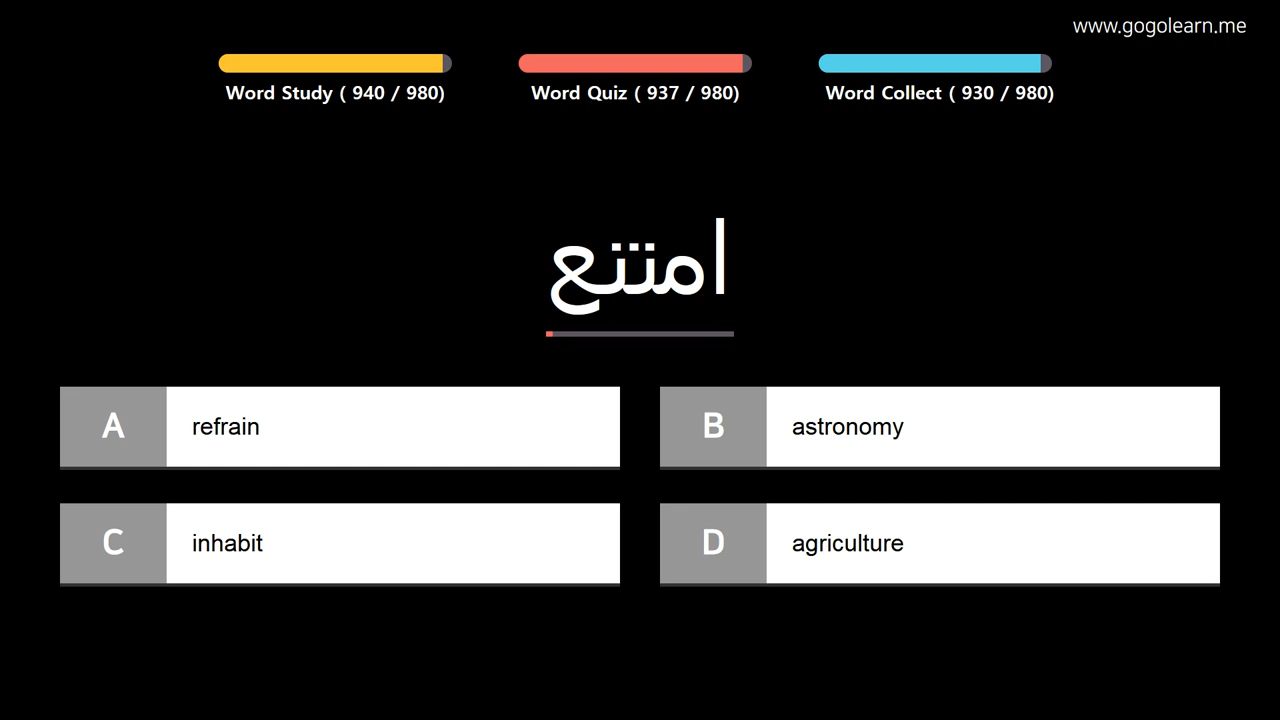 www.gogolearn.me
Word Study ( 940 / 980)
Word Quiz ( 937 / 980)
Word Collect ( 930 / 980)
امتنع
A refrain
B astronomy
C inhabit
D agriculture